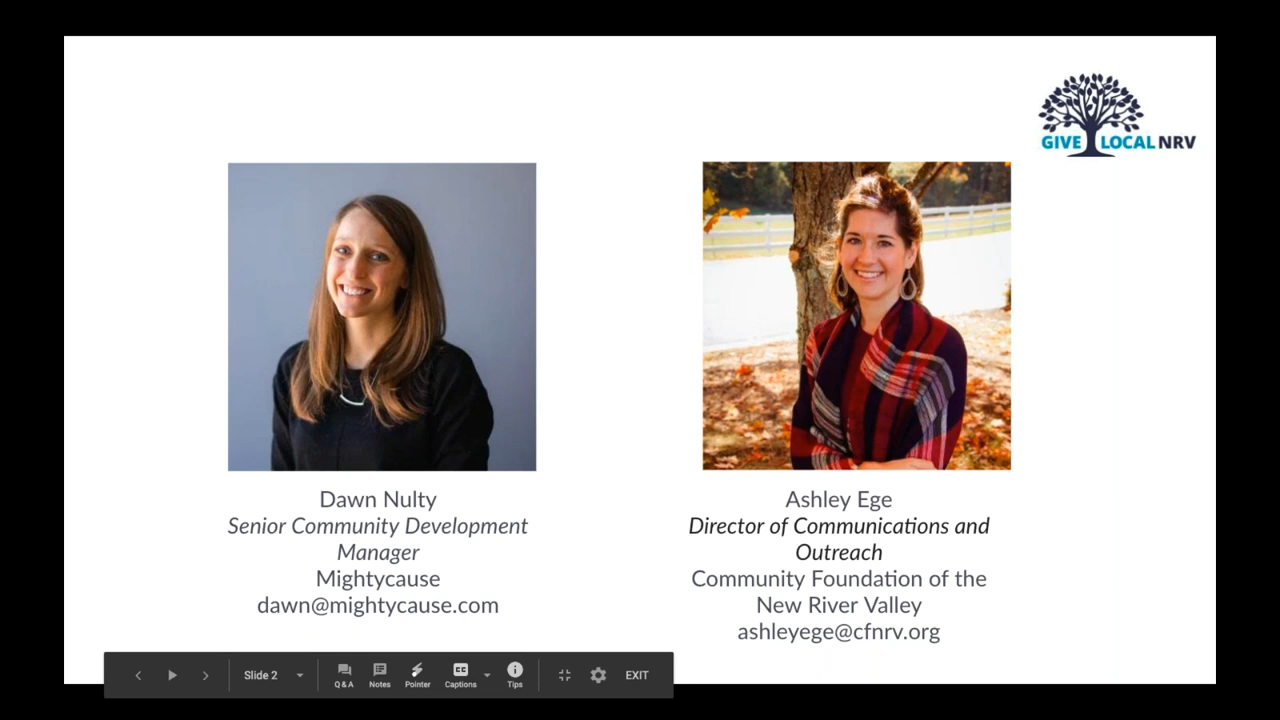 GIVE LOCAL NRV
Dawn Nulty
Senior Community Development
Manager
Mightycause
dawn@mightycause.com
Ashley Ege
Director of Communications and
Outreach
Community Foundation of the
New River Valley
ashleyege@cfnrv.org
Slide 2
Q & A
Notes
Pointer
CC
Captions
Tips
EXIT